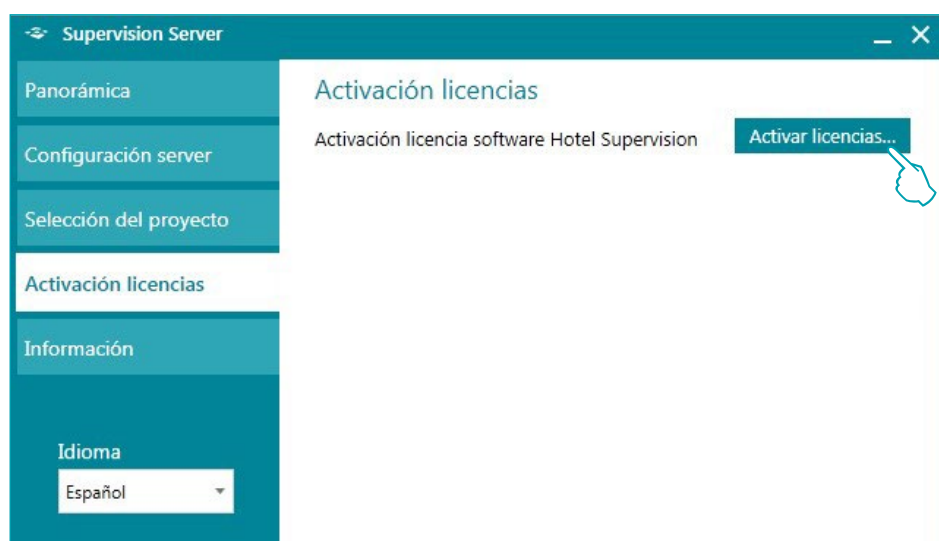 Supervision Server
Panorámica
Configuración server
Selección del proyecto
Activación licencias
Información
Idioma
Español
Activación licencias
Activación licencia software Hotel Supervision
Activar licencias...